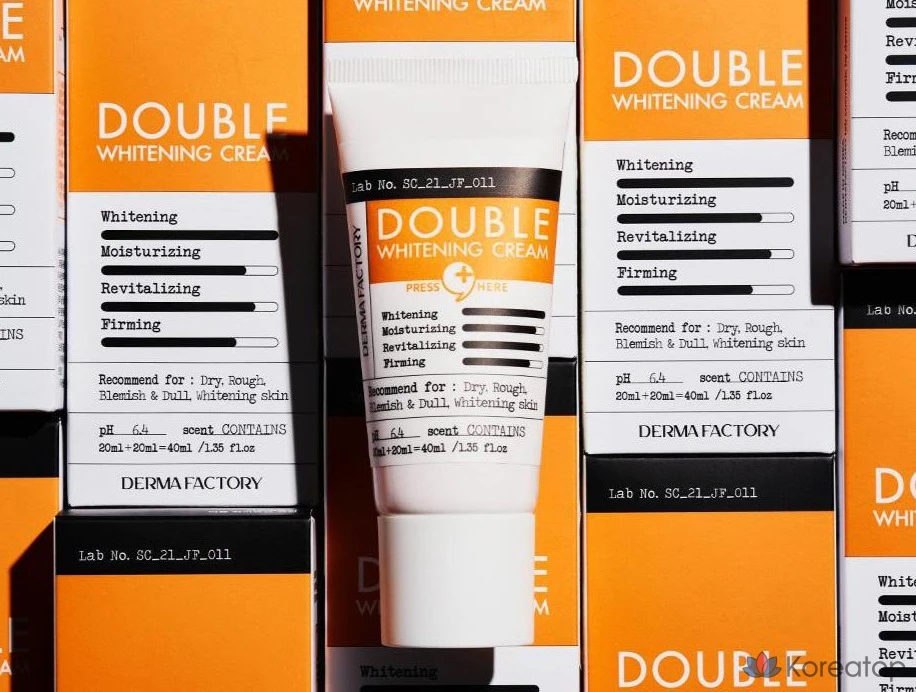 WHITENING CREAM
DOUBLE
WHITENING CREAM
Whitening
Moisturizing
Revitalizing
Firming
Recommend for : Dry, Rough,
Blemish & Dull, Whitening skin
pH 6.4 scent CONTAINS
20ml+20ml=40ml /1.35 fl.oz
DERMA FACTORY
Lab No. SC_21_JF_011
Lab No. SC_21_JF_011
DOUBLE
WHITENING CREAM
PRESS HERE
DERMA FACTORY
Whitening
Moisturizing
Revitalizing
Firming
Recommend for : Dry, Rough,
Blemish & Dull, Whitening skin
pH 6.4 scent CONTAINS
20ml+20ml=40ml /1.35 fl.oz
Whitening
DOUBLE
WHITENING CREAM
Whitening
Moisturizing
Revitalizing
Firming
Recommend for : Dry, Rough,
Blemish & Dull, Whitening skin
pH 6.4 scent CONTAINS
20ml+20ml=40ml /1.35 fl.oz
DERMA FACTORY
Lab No. SC_21_JF_011
DOUBLE
pH
Lab No.
Koreatop